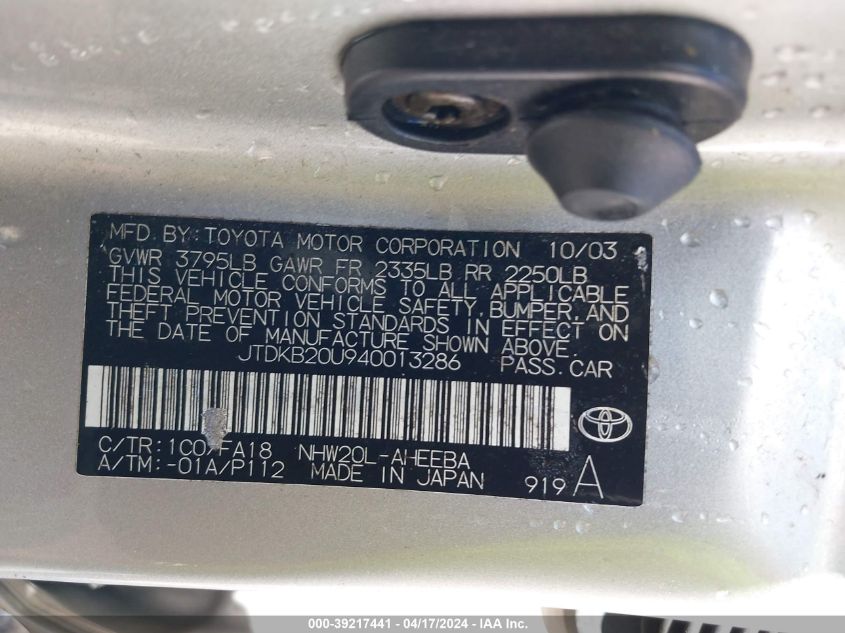 MFD. BY: TOYOTA MOTOR CORPORATION 10/03
GVWR 3795LB GAWR FR 2335LB RR 2250LB
THIS VEHICLE CONFORMS TO ALL APPLICABLE
FEDERAL MOTOR VEHICLE SAFETY, BUMPER, AND
THEFT PREVENTION STANDARDS IN EFFECT ON
THE DATE OF MANUFACTURE SHOWN ABOVE.
JTDKB20U940013286 PASS.CAR
C/TR:1C0/FA18 NHW20L-AHEEBA
A/TM:-01A/P112 MADE IN JAPAN 919 A
000-39217441 | 04/17/2024 - IAA Inc.